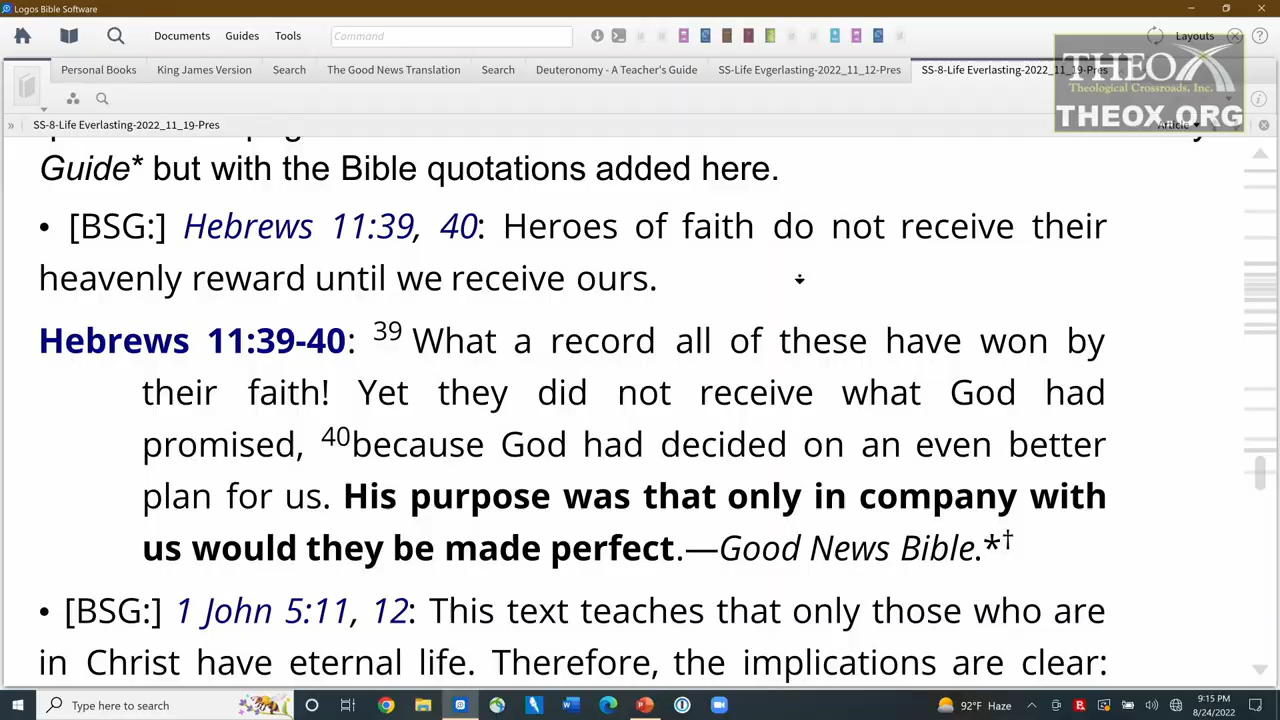 Logos Bible Software
Documents Guides Tools Command Layouts
Personal Books King James Version Search Search Deuteronomy - A Teacher's Guide SS-Life Evgerlasting-2022_11_12-Pres SS-8-Life Everlasting-2022_11_19-Pres
THEOX
Theological Crossroads, Inc.
THEOX.ORG
SS-8-Life Everlasting-2022_11_19-Pres Article
Guide* but with the Bible quotations added here.
• [BSG:] Hebrews 11:39, 40: Heroes of faith do not receive their
heavenly reward until we receive ours.
Hebrews 11:39-40: 39 What a record all of these have won by
their faith! Yet they did not receive what God had
promised, 40because God had decided on an even better
plan for us. His purpose was that only in company with
us would they be made perfect.—Good News Bible.*†
• [BSG:] 1 John 5:11, 12: This text teaches that only those who are
in Christ have eternal life. Therefore, the implications are clear:
Type here to search 92°F Haze 9:15 PM
8/24/2022